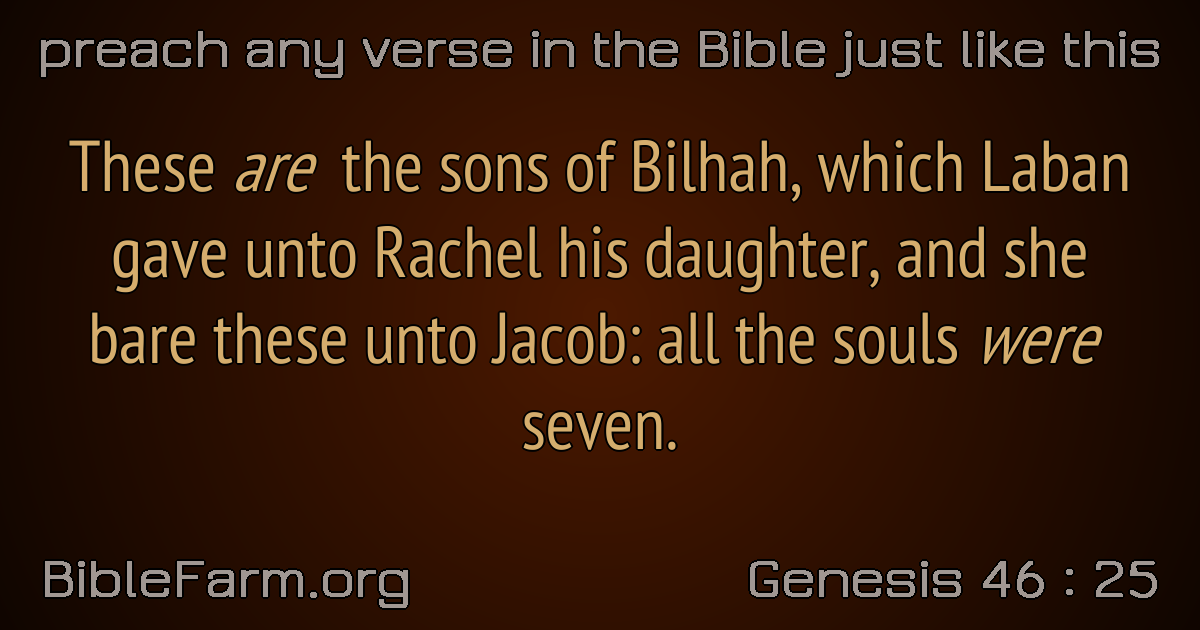 preach any verse in the Bible just like this
These are the sons of Bilhah, which Laban
gave unto Rachel his daughter, and she
bare these unto Jacob: all the souls were
seven.
BibleFarm.org
Genesis 46 : 25